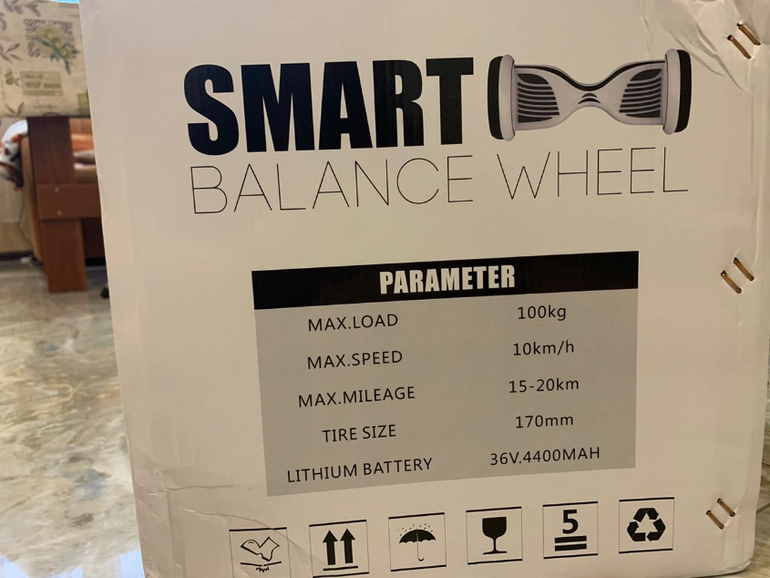 SMART
BALANCE WHEEL
PARAMETER
MAX.LOAD 100kg
MAX.SPEED 10km/h
MAX.MILEAGE 15-20km
TIRE SIZE 170mm
LITHIUM BATTERY 36V.4400MAH
5